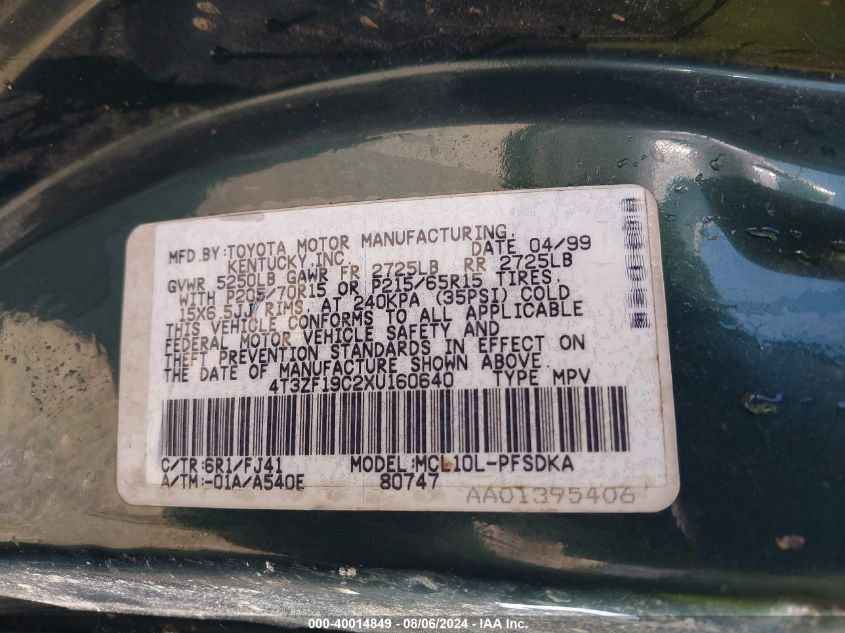 MFD.BY:TOYOTA MOTOR MANUFACTURING,
KENTUCKY,INC. DATE 04/99
GVWR 5250LB GAWR FR 2725LB RR 2725LB
WITH P205/70R15 OR P215/65R15 TIRES,
15X6.5JJ RIMS, AT 240KPA (35PSI) COLD
THIS VEHICLE CONFORMS TO ALL APPLICABLE
FEDERAL MOTOR VEHICLE SAFETY AND
THEFT PREVENTION STANDARDS IN EFFECT ON
THE DATE OF MANUFACTURE SHOWN ABOVE.
4T3ZF19C2XU160640 TYPE MPV
C/TR:6R1/FJ41 MODEL:MCL10L-PFSDKA
A/TM:-01A/A540E 80747
AA01395406
000-40014849 - 08/06/2024 - IAA Inc.